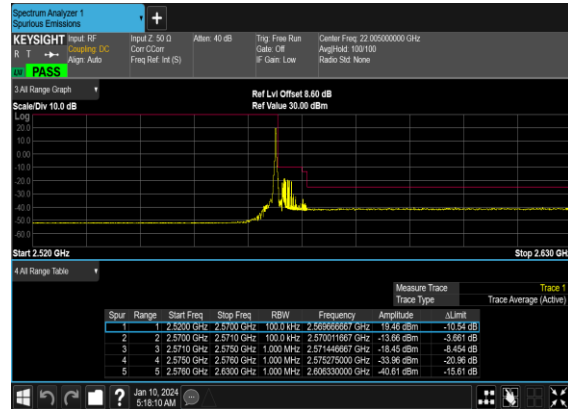 Spectrum Analyzer 1
Spurious Emissions
+
KEYSIGHT Input: RF Input Z: 50 Ω Atten: 40 dB Trig: Free Run Center Freq: 22.005000000 GHz
R T Coupling: DC Corr CCorr Gate: Off Avg|Hold: 100/100
Align: Auto Freq Ref: Int (S) IF Gain: Low Radio Std: None
LW PASS
3 All Range Graph
Ref Lvl Offset 8.60 dB
Scale/Div 10.0 dB Ref Value 30.00 dBm
Log
20.0
10.0
0.00
-10.0
-20.0
-30.0
-40.0
-50.0
-60.0
Start 2.520 GHz Stop 2.630 GHz
4 All Range Table
Measure Trace Trace 1
Trace Type Trace Average (Active)
Spur Range Start Freq Stop Freq RBW Frequency Amplitude ΔLimit
1 1 2.5200 GHz 2.5700 GHz 100.0 kHz 2.569666667 GHz 19.46 dBm -10.54 dB
2 2 2.5700 GHz 2.5710 GHz 100.0 kHz 2.570011667 GHz -13.66 dBm -3.661 dB
3 3 2.5710 GHz 2.5750 GHz 1.000 MHz 2.571446667 GHz -18.45 dBm -8.454 dB
4 4 2.5750 GHz 2.5760 GHz 1.000 MHz 2.575275000 GHz -33.96 dBm -20.96 dB
5 5 2.5760 GHz 2.6300 GHz 1.000 MHz 2.606330000 GHz -40.61 dBm -15.61 dB
? Jan 10, 2024
5:18:10 AM